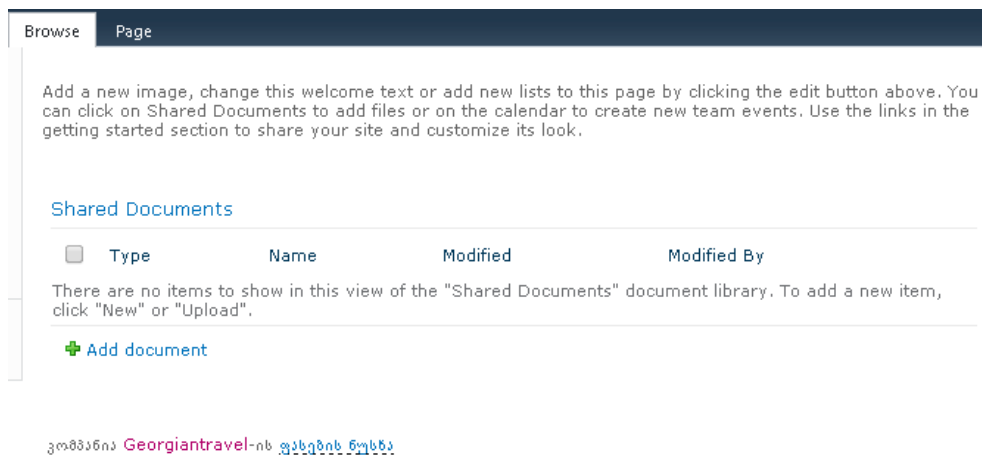 Browse Page
Add a new image, change this welcome text or add new lists to this page by clicking the edit button above. You
can click on Shared Documents to add files or on the calendar to create new team events. Use the links in the
getting started section to share your site and customize its look.
Shared Documents
Type Name Modified Modified By
There are no items to show in this view of the "Shared Documents" document library. To add a new item,
click "New" or "Upload".
Add document
კომპანია Georgiantravel-ის ფასების ნუსხა